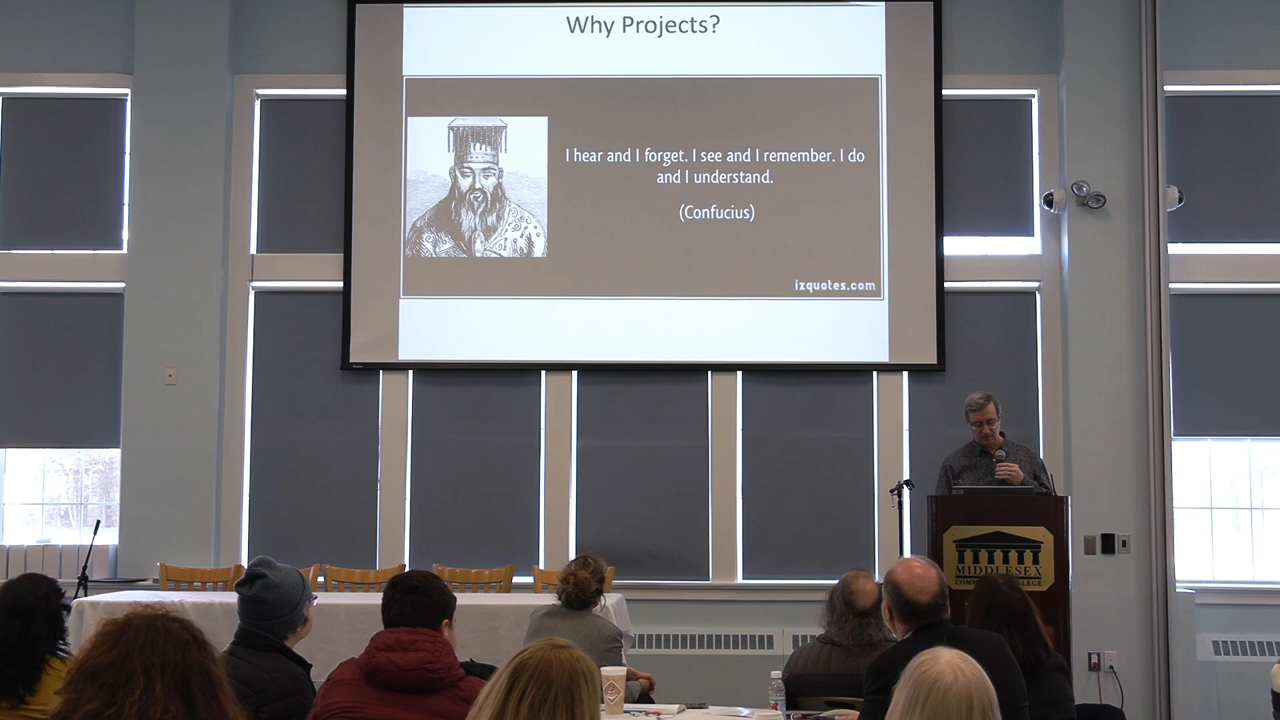 Why Projects?
I hear and I forget. I see and I remember. I do
and I understand.
(Confucius)
izquotes.com
MIDDLESEX